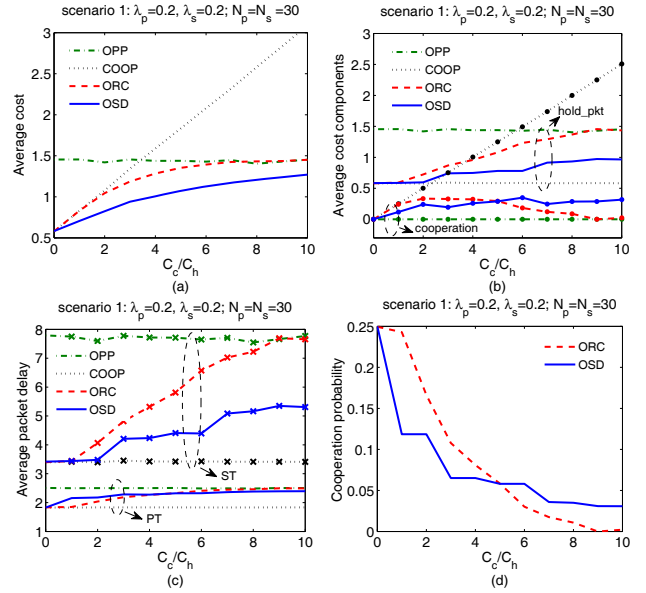 scenario 1: λp=0.2, λs=0.2; Np=Ns=30
Average cost
3
2.5
2
1.5
1
0.5
OPP
COOP
ORC
OSD
0 2 4 6 8 10
Cc/Ch
(a)
scenario 1: λp=0.2, λs=0.2; Np=Ns=30
Average cost components
3
2.5
2
1.5
1
0.5
0
OPP
COOP
ORC
OSD
hold_pkt
cooperation
0 2 4 6 8 10
Cc/Ch
(b)
scenario 1: λp=0.2, λs=0.2; Np=Ns=30
Average packet delay
8
7
6
5
4
3
2
1
OPP
COOP
ORC
OSD
ST
PT
0 2 4 6 8 10
Cc/Ch
(c)
scenario 1: λp=0.2, λs=0.2; Np=Ns=30
Cooperation probability
0.25
0.2
0.15
0.1
0.05
0
ORC
OSD
0 2 4 6 8 10
Cc/Ch
(d)